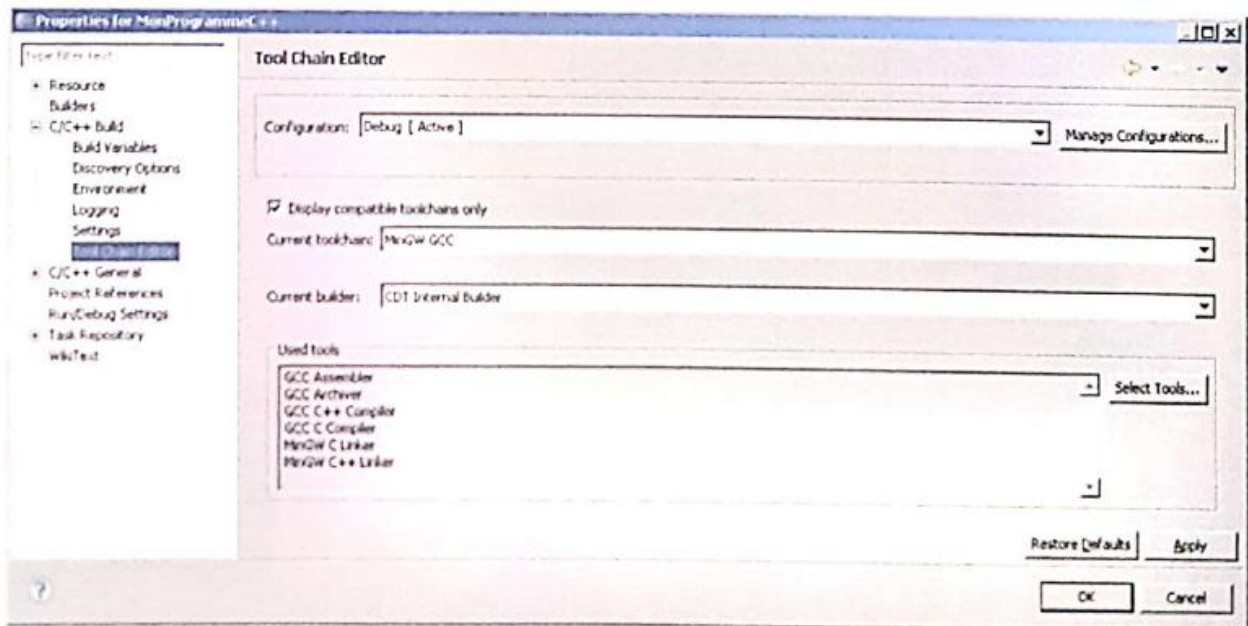 Properties for MonProgrammeC++
type filter text
Tool Chain Editor
Resource
Builders
C/C++ Build
Build Variables
Discovery Options
Environment
Logging
Settings
Tool Chain Editor
C/C++ General
Project References
Run/Debug Settings
Task Repository
WikiText
Configuration: Debug [ Active ]
Manage Configurations...
Display compatible toolchains only
Current toolchain: MinGW GCC
Current builder: CDT Internal Builder
Used tools
GCC Assembler
GCC Archiver
GCC C++ Compiler
GCC C Compiler
MinGW C Linker
MinGW C++ Linker
Select Tools...
Restore Defaults
Apply
?
OK
Cancel